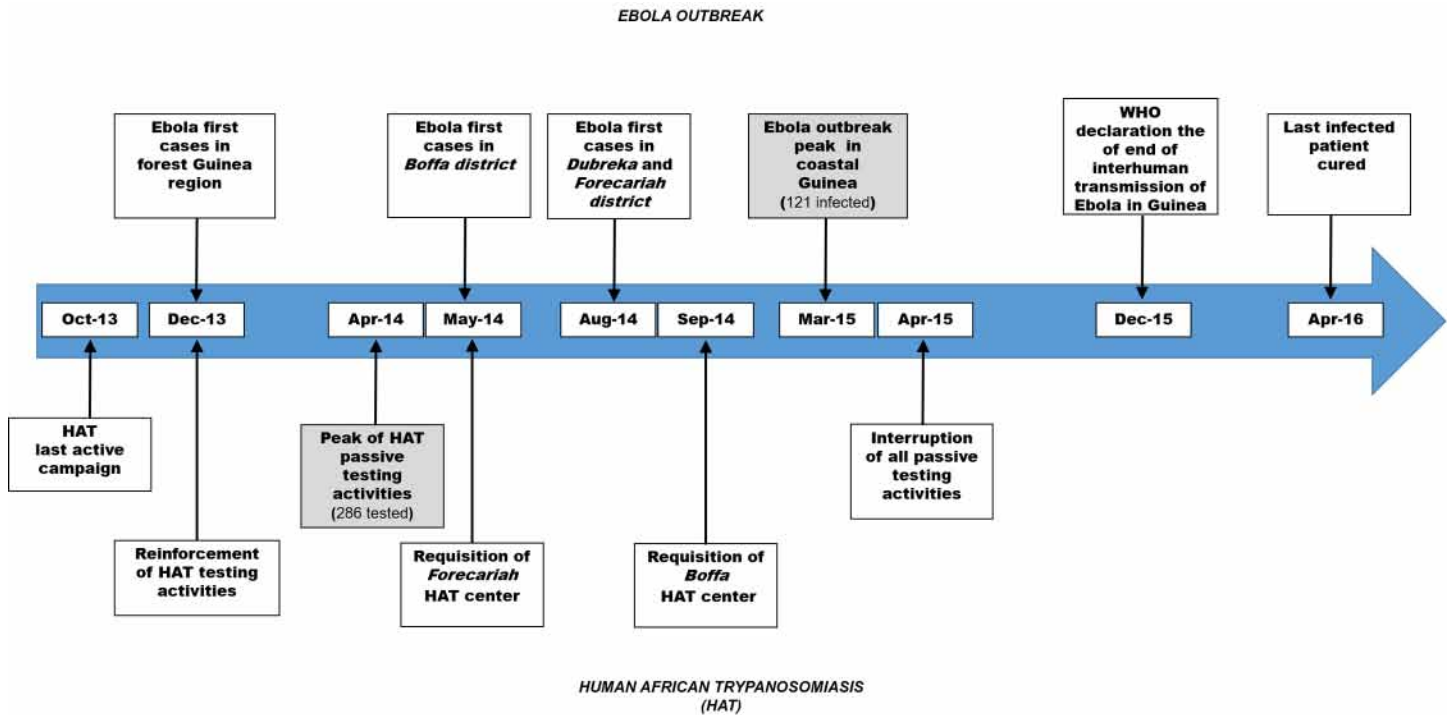 EBOLA OUTBREAK
Ebola first
cases in
forest Guinea
region
Ebola first
cases in
Boffa district
Ebola first
cases in
Dubreka and
Forecariah
district
Ebola outbreak
peak in
coastal
Guinea
(121 infected)
WHO
declaration the
of end of
interhuman
transmission of
Ebola in Guinea
Last infected
patient
cured
Oct-13
Dec-13
Apr-14
May-14
Aug-14
Sep-14
Mar-15
Apr-15
Dec-15
Apr-16
HAT
last active
campaign
Peak of HAT
passive
testing
activities
(286 tested)
Interruption
of all passive
testing
activities
Reinforcement
of HAT testing
activities
Requisition of
Forecariah
HAT center
Requisition of
Boffa
HAT center
HUMAN AFRICAN TRYPANOSOMIASIS
(HAT)